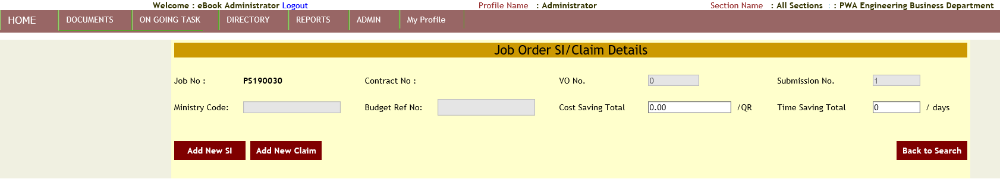 Welcome : eBook Administrator Logout Profile Name : Administrator Section Name : All Sections : : PWA Engineering Business Department
HOME DOCUMENTS ON GOING TASK DIRECTORY REPORTS ADMIN My Profile
Job Order SI/Claim Details
Job No : PS190030 Contract No : VO No. 0 Submission No. 1
Ministry Code: Budget Ref No: Cost Saving Total 0.00 /QR Time Saving Total 0 / days
Add New SI Add New Claim Back to Search